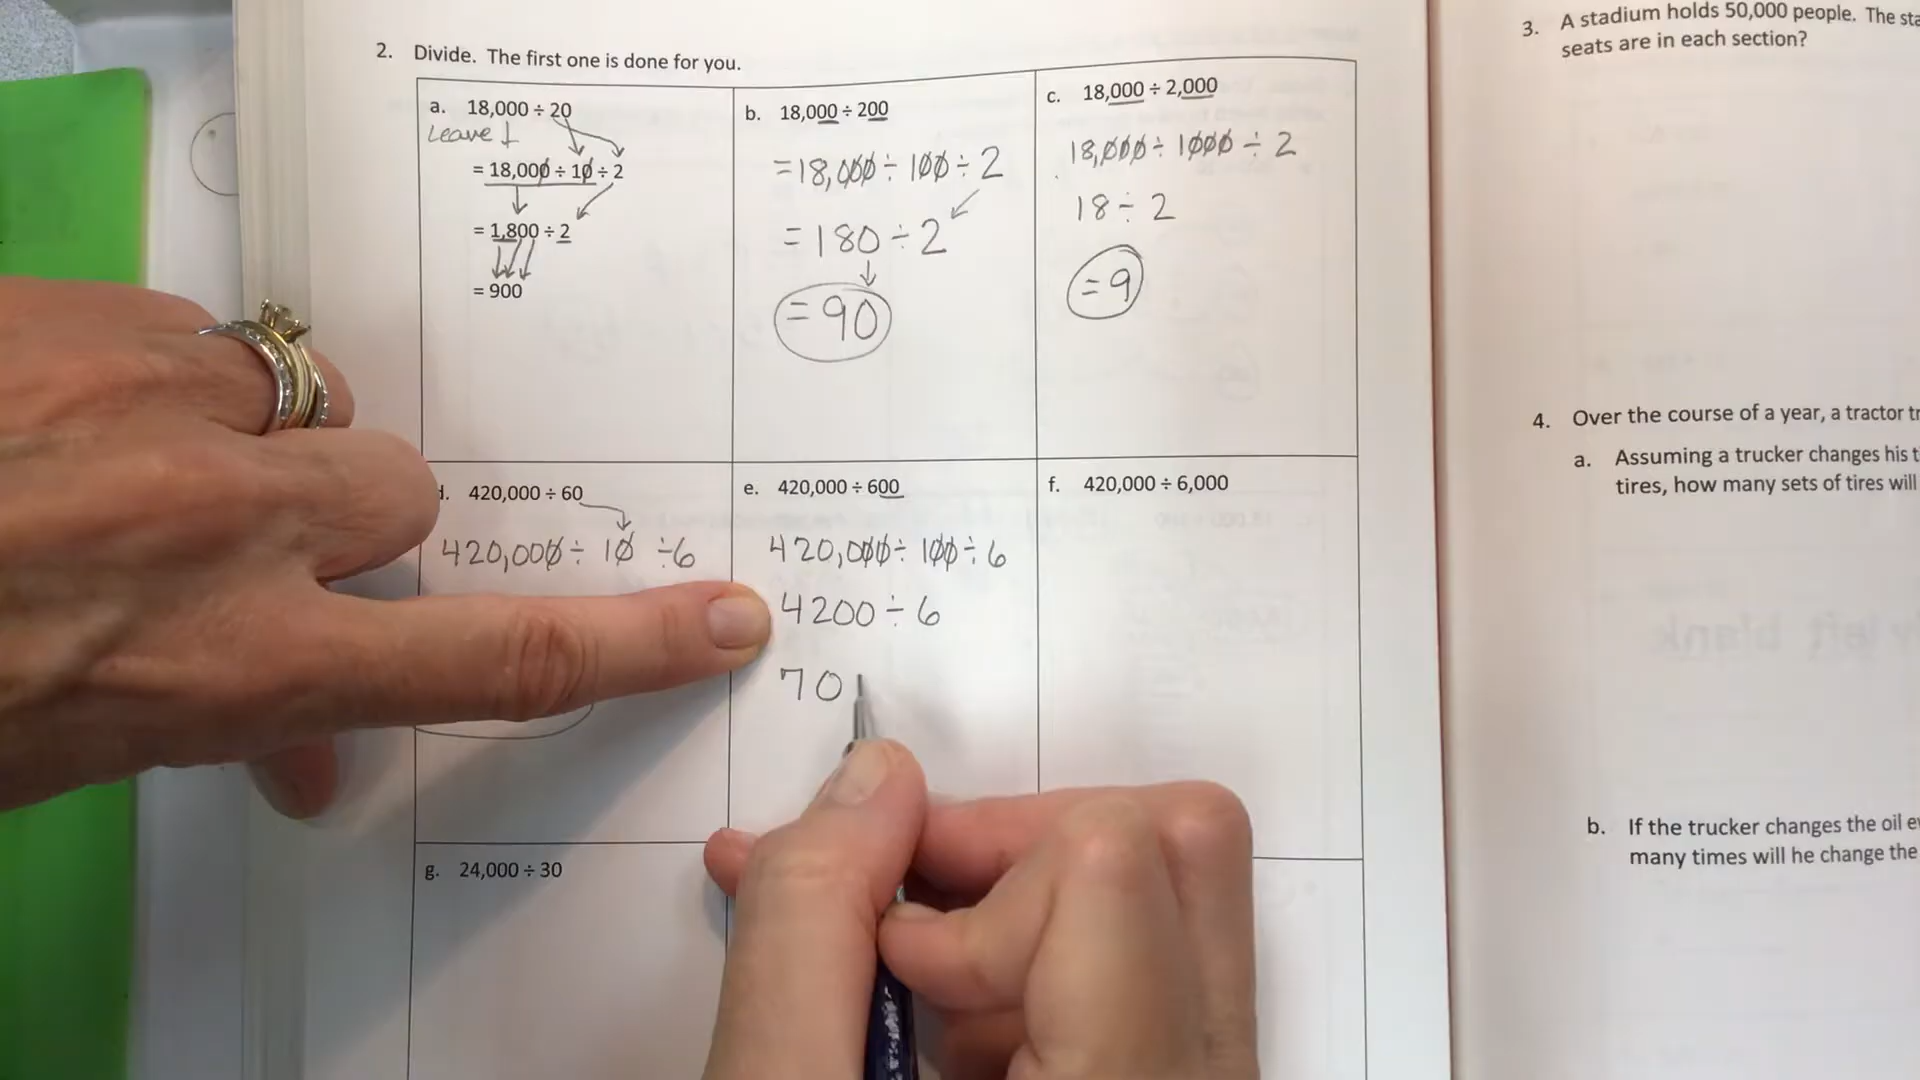 2. Divide. The first one is done for you.
a. 18,000 ÷ 20
Leave
= 18,000 ÷ 10 ÷ 2
= 1,800 ÷ 2
= 900
b. 18,000 ÷ 200
=18,000 ÷ 100 ÷ 2
= 180 ÷ 2
= 90
c. 18,000 ÷ 2,000
18,000 ÷ 1000 ÷ 2
18 ÷ 2
= 9
d. 420,000 ÷ 60
420,000 ÷ 10 ÷6
e. 420,000 ÷ 600
420,000 ÷ 100 ÷ 6
4200 ÷ 6
70
f. 420,000 ÷ 6,000
g. 24,000 ÷ 30
3. A stadium holds 50,000 people. The
seats are in each section?
4. Over the course of a year, a tractor
a. Assuming a trucker changes his
tires, how many sets of tires will
b. If the trucker changes the oil
many times will he change the